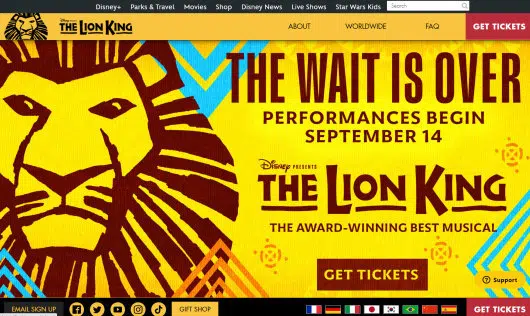 Disney+ Parks & Travel Movies Shop Disney News Live Shows Star Wars Kids Search
Disney PRESENTS THE LION KING ABOUT WORLDWIDE FAQ GET TICKETS
THE WAIT IS OVER
PERFORMANCES BEGIN
SEPTEMBER 14
Disney PRESENTS
THE LION KING
THE AWARD-WINNING BEST MUSICAL
GET TICKETS
Support
EMAIL SIGN UP GIFT SHOP GET TICKETS